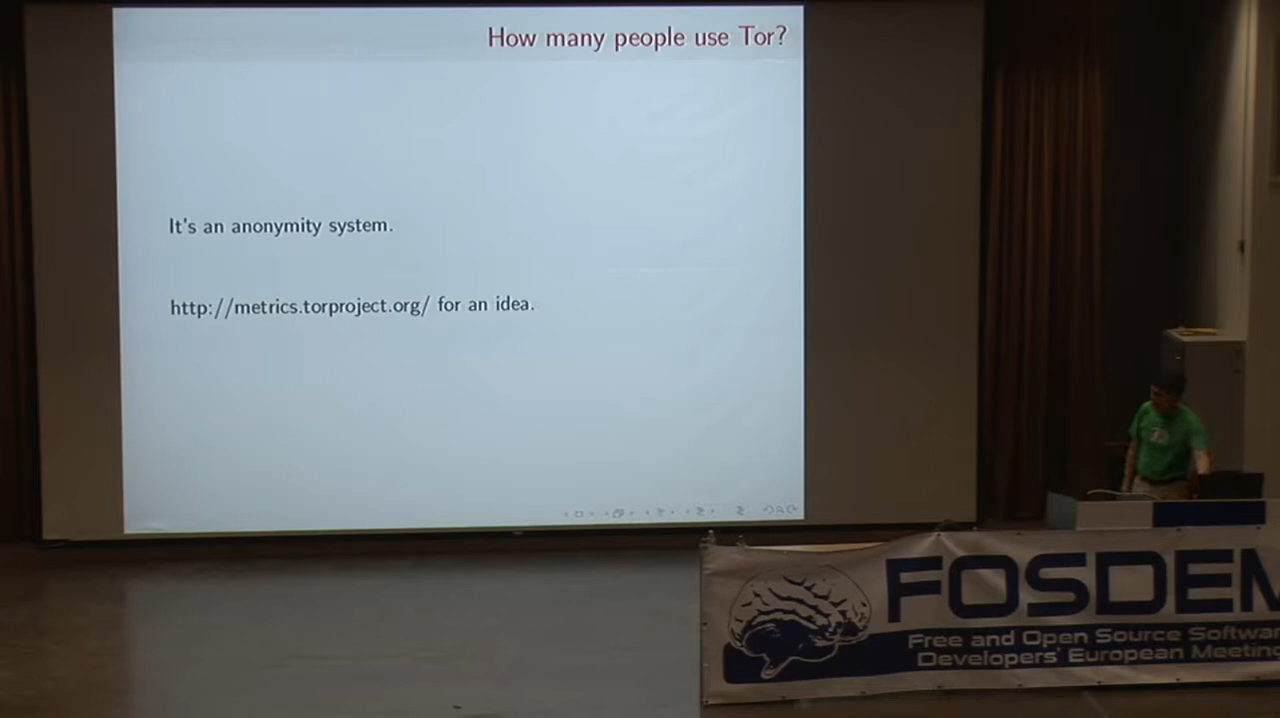 How many people use Tor?
It's an anonymity system.
http://metrics.torproject.org/ for an idea.
FOSDEM
Free and Open Source Softwar
Developers' European Meeting